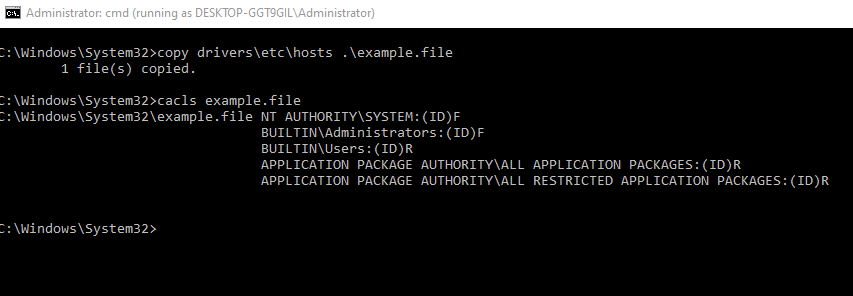 Administrator: cmd (running as DESKTOP-GGT9GIL\Administrator)
C:\Windows\System32>copy drivers\etc\hosts .\example.file
1 file(s) copied.
C:\Windows\System32>cacls example.file
C:\Windows\System32\example.file NT AUTHORITY\SYSTEM:(ID)F
BUILTIN\Administrators:(ID)F
BUILTIN\Users:(ID)R
APPLICATION PACKAGE AUTHORITY\ALL APPLICATION PACKAGES:(ID)R
APPLICATION PACKAGE AUTHORITY\ALL RESTRICTED APPLICATION PACKAGES:(ID)R
C:\Windows\System32>